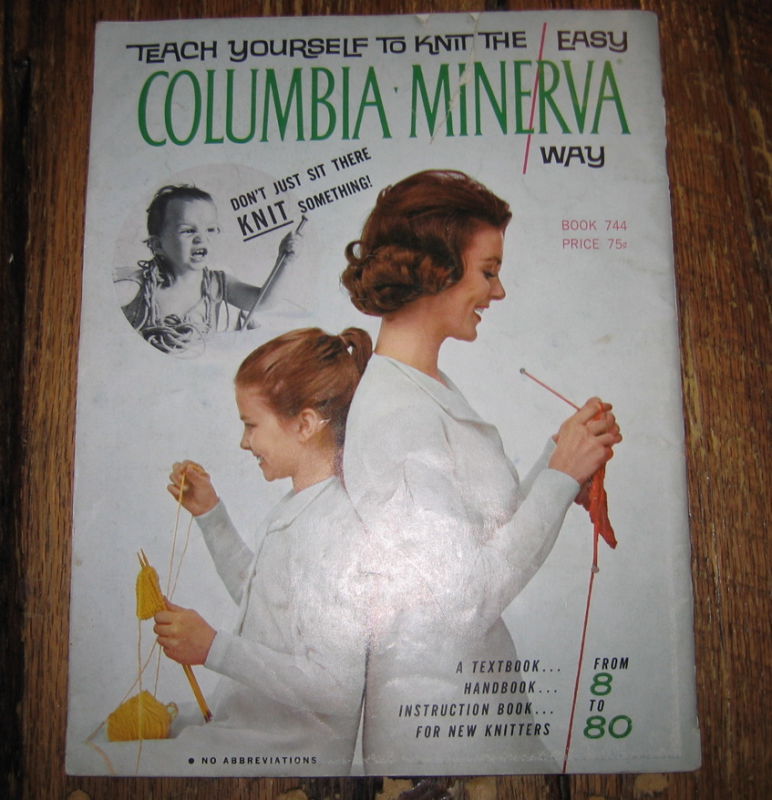 TEACH YOURSELF TO KNIT THE EASY
COLUMBIA·MINERVA®
WAY
DON'T JUST SIT THERE
KNIT SOMETHING!
BOOK 744
PRICE 75¢
A TEXTBOOK...
HANDBOOK...
INSTRUCTION BOOK...
FOR NEW KNITTERS
FROM
8
TO
80
• NO ABBREVIATIONS